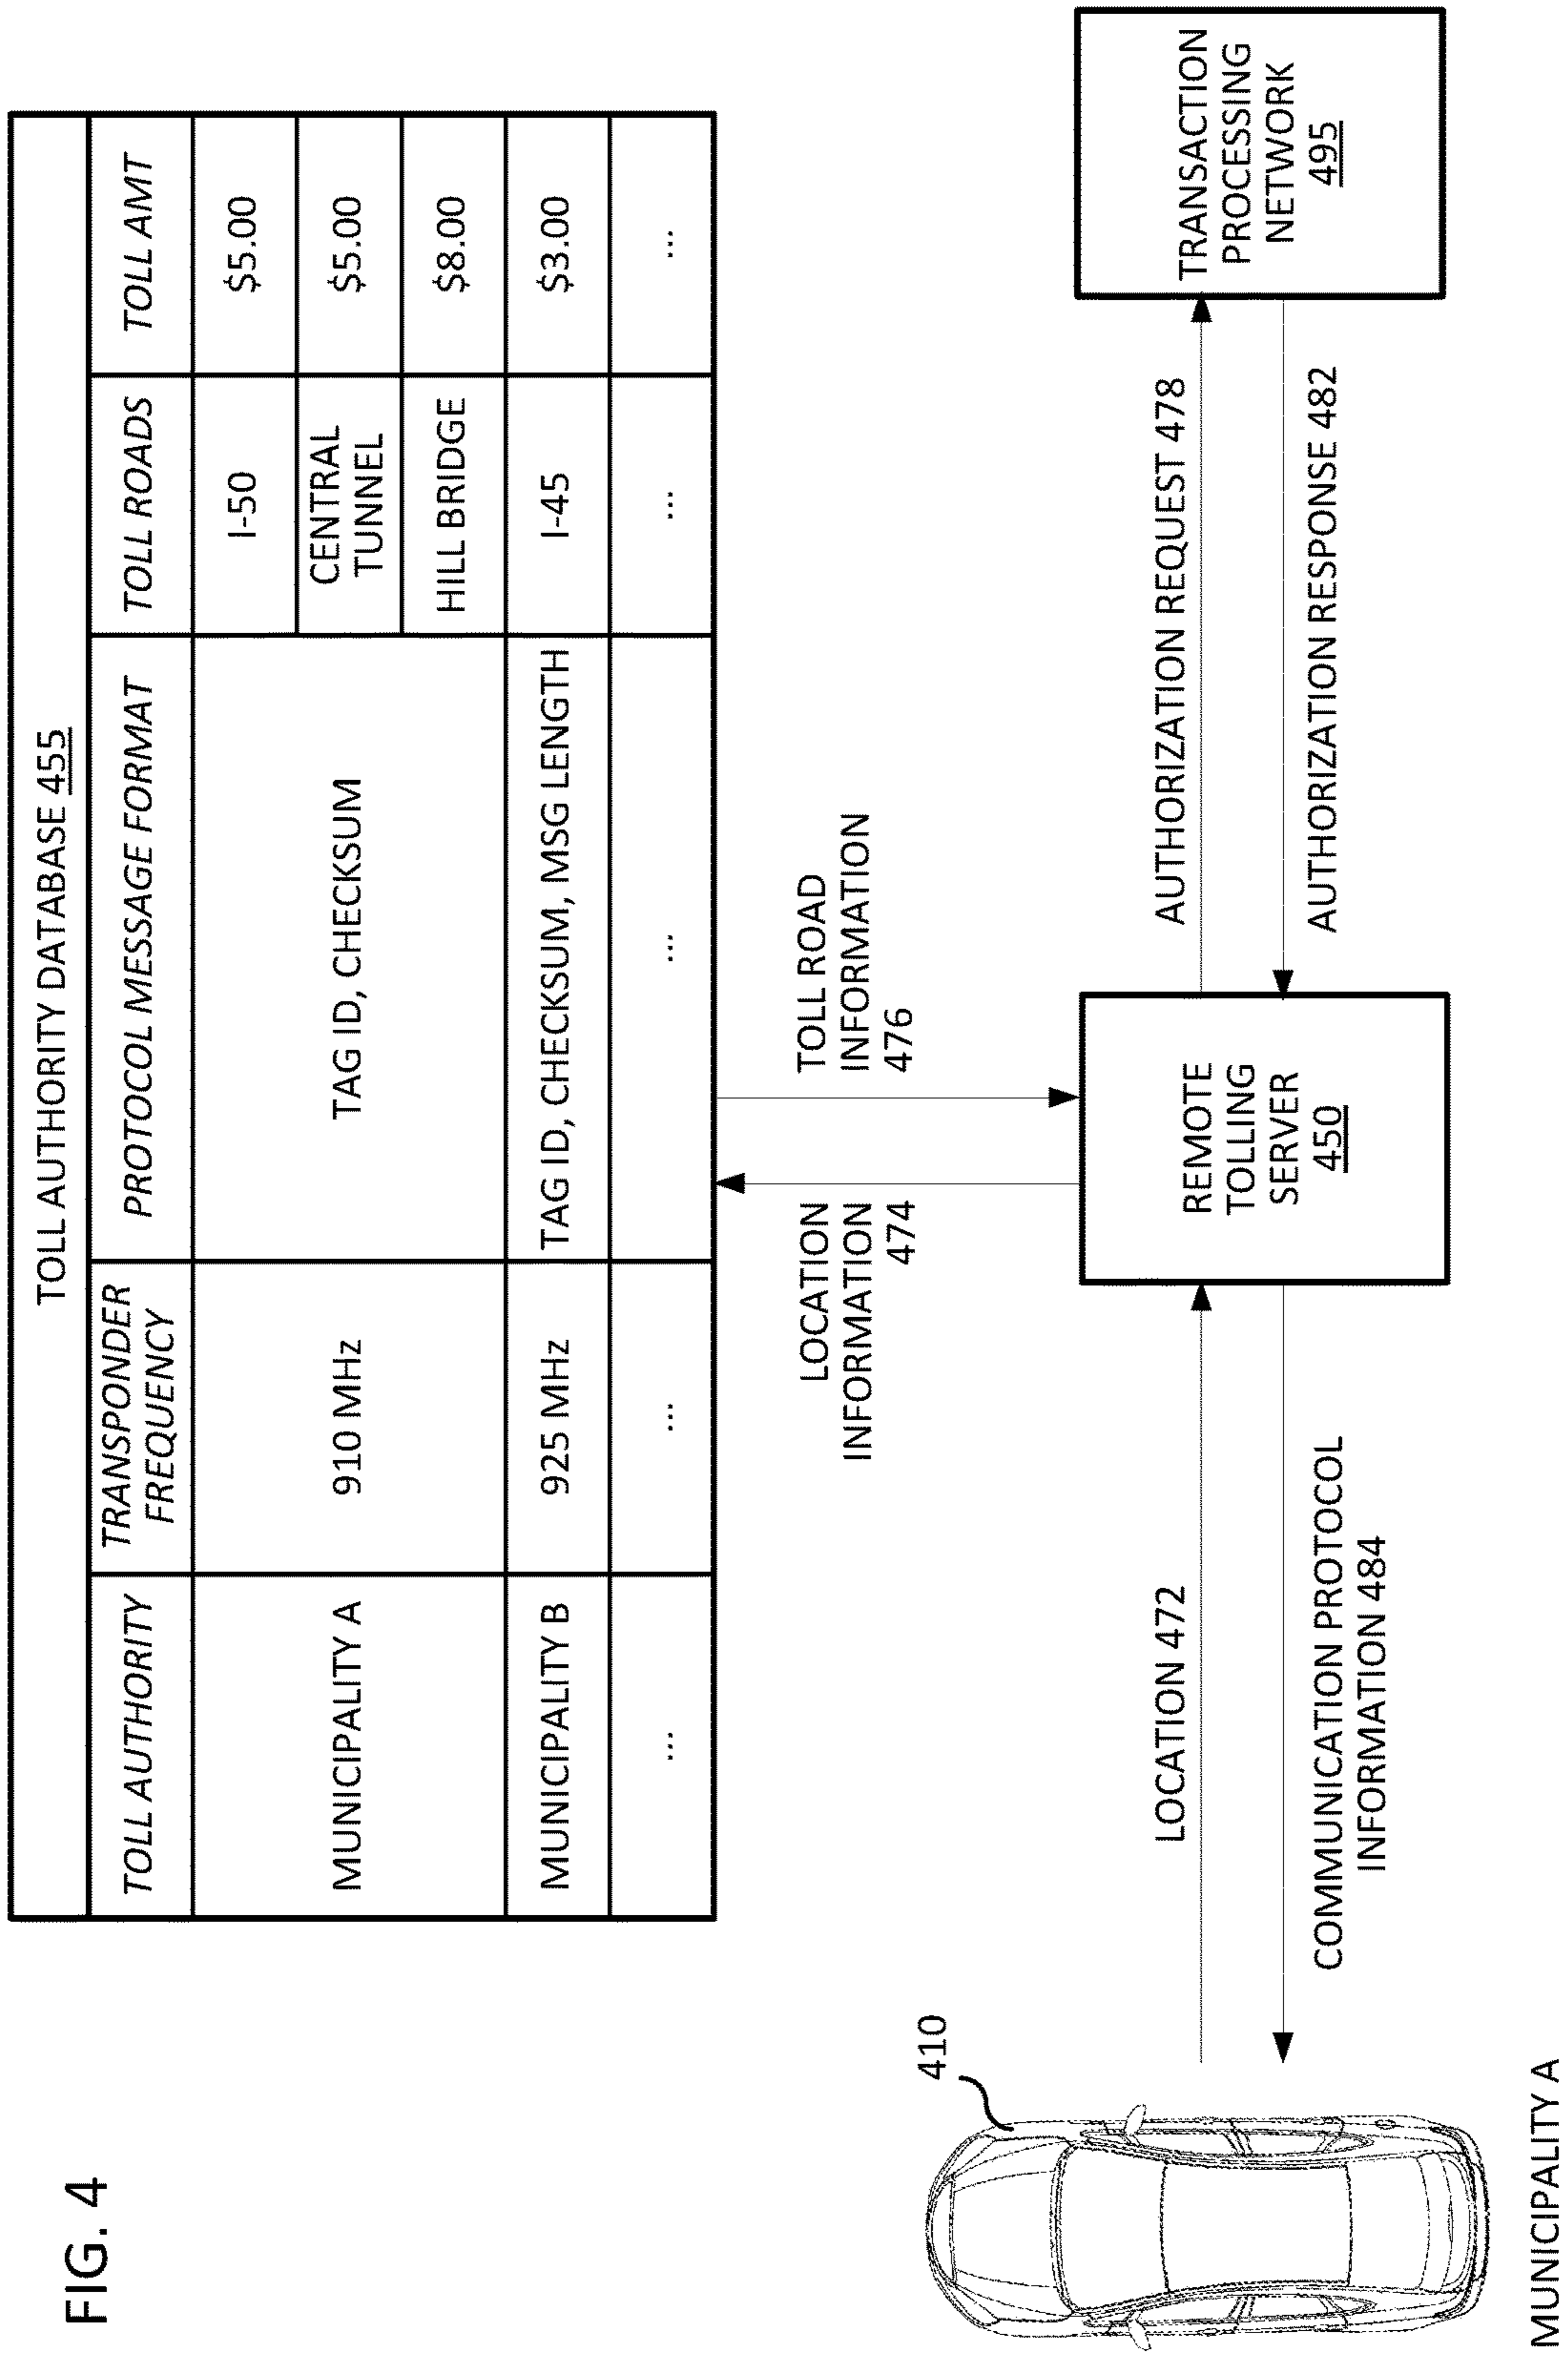 FIG. 4
TOLL AUTHORITY DATABASE 455
TOLL AUTHORITY
TRANSPONDER
FREQUENCY
PROTOCOL MESSAGE FORMAT
TOLL ROADS
TOLL AMT
MUNICIPALITY A
910 MHz
TAG ID, CHECKSUM
I-50
$5.00
CENTRAL
TUNNEL
$5.00
HILL BRIDGE
$8.00
MUNICIPALITY B
925 MHz
TAG ID, CHECKSUM, MSG LENGTH
I-45
$3.00
...
...
...
...
...
LOCATION
INFORMATION
474
TOLL ROAD
INFORMATION
476
410
LOCATION 472
COMMUNICATION PROTOCOL
INFORMATION 484
REMOTE
TOLLING
SERVER
450
AUTHORIZATION REQUEST 478
AUTHORIZATION RESPONSE 482
TRANSACTION
PROCESSING
NETWORK
495
MUNICIPALITY A